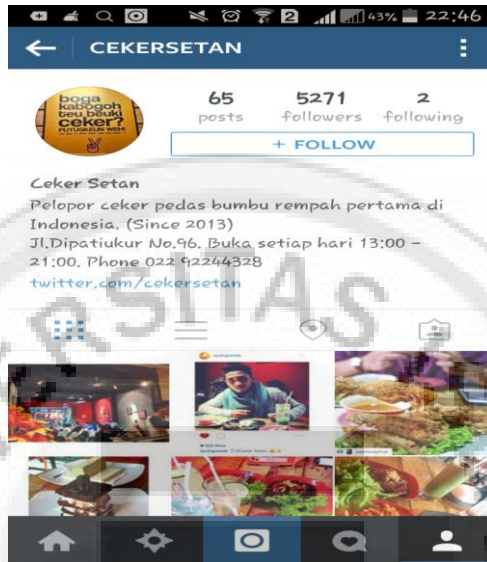 2 43% 22:46
CEKERSETAN
boga
kabogoh
teu beuki
ceker?
PUTUSKEUN WEH!
65 5271 2
posts followers following
+ FOLLOW
Ceker Setan
Pelopor ceker pedas bumbu rempah pertama di
Indonesia. (Since 2013)
Jl.Dipatiukur No.96. Buka setiap hari 13:00 -
21:00. Phone 022 92244328
twitter.com/cekersetan
ERSITAS